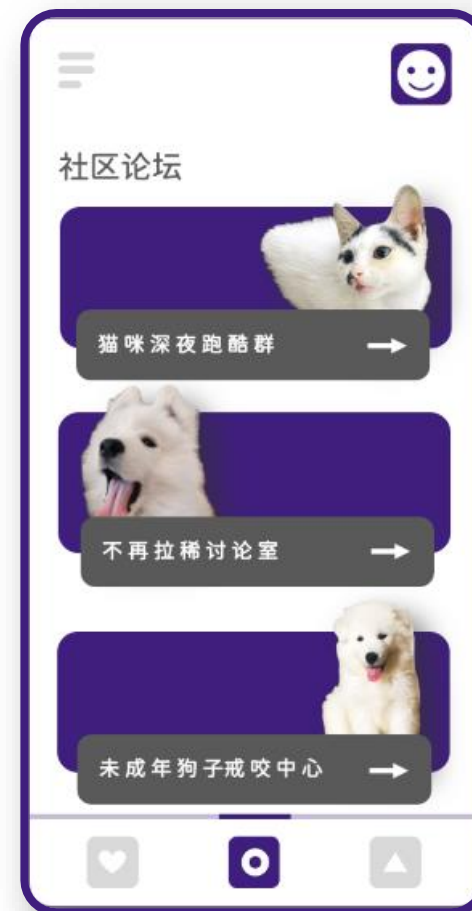 社区论坛
猫咪深夜跑酷群
不再拉稀讨论室
未成年狗子戒咬中心